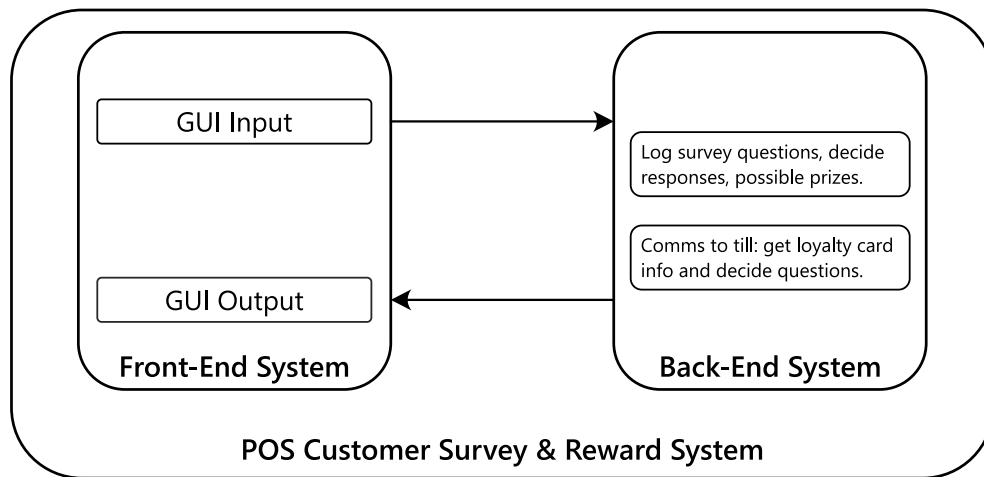 GUI Input
GUI Output
Front-End System
Log survey questions, decide
responses, possible prizes.
Comms to till: get loyalty card
info and decide questions.
Back-End System
POS Customer Survey & Reward System